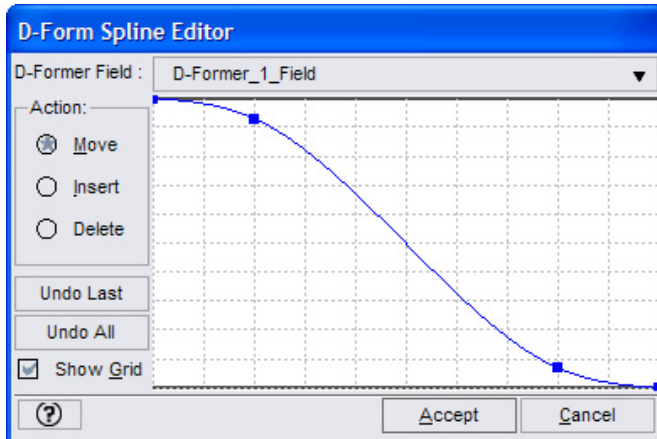 D-Form Spline Editor
D-Former Field : D-Former_1_Field
Action:
Move
Insert
Delete
Undo Last
Undo All
Show Grid
? Accept Cancel